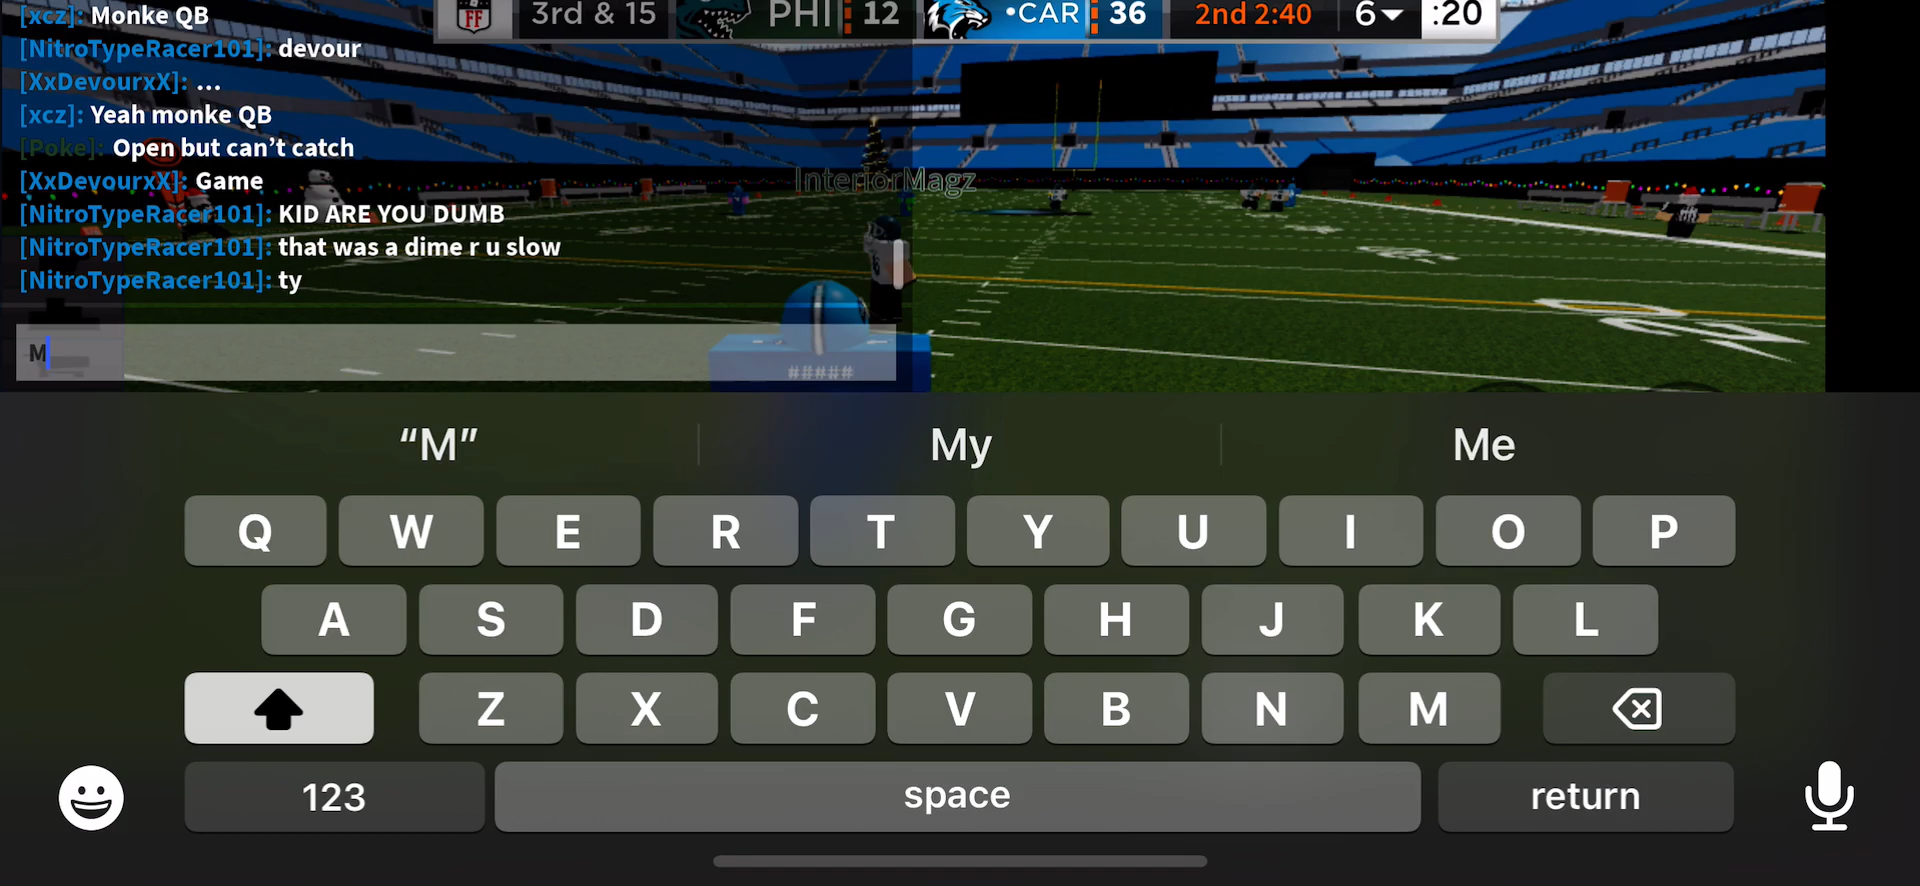 [xcz]: Monke QB
FF 3rd & 15 PHI 12 •CAR 36 2nd 2:40 6 :20
[NitroTypeRacer101]: devour
[XxDevourxX]: ...
[xcz]: Yeah monke QB
[Poke]: Open but can’t catch
[XxDevourxX]: Game
InteriorMagz
[NitroTypeRacer101]: KID ARE YOU DUMB
[NitroTypeRacer101]: that was a dime r u slow
[NitroTypeRacer101]: ty
M
#####
“M” My Me
Q W E R T Y U I O P
A S D F G H J K L
Z X C V B N M
123 space return